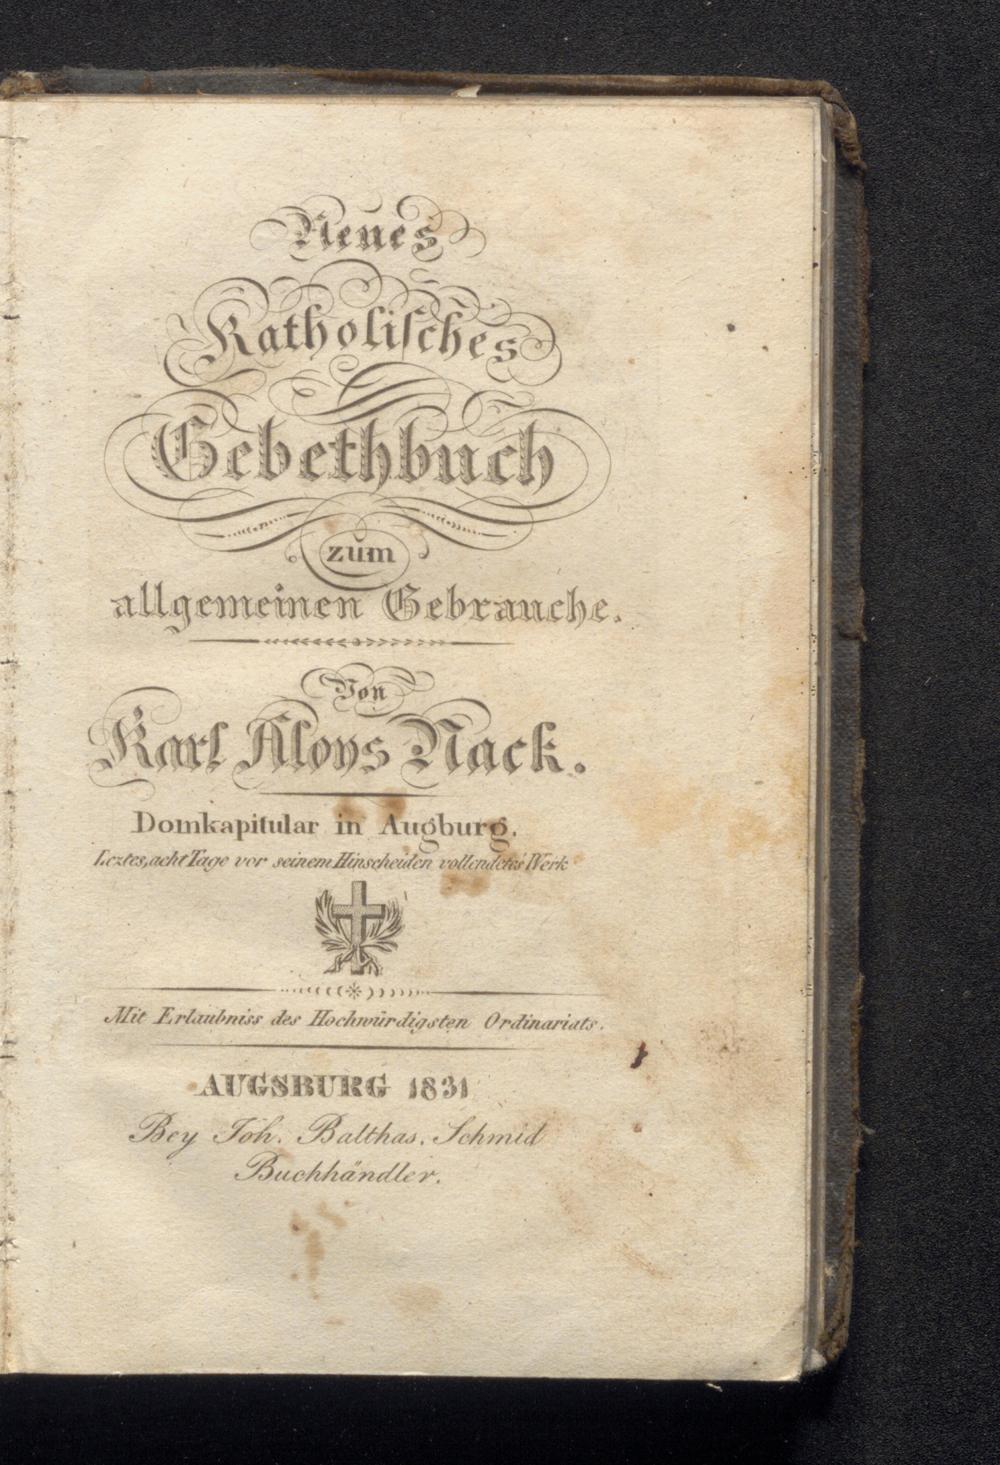 Neues
Katholisches
Gebethbuch
zum
allgemeinen Gebrauche.
Von
Karl Aloys Nack.
Domkapitular in Augburg.
Leztes, acht Tage vor seinem Hinscheiden vollendetes Werk
Mit Erlaubniss des Hochwürdigsten Ordinariats.
AUGSBURG 1831
Bey Joh. Balthas. Schmid
Buchhändler.